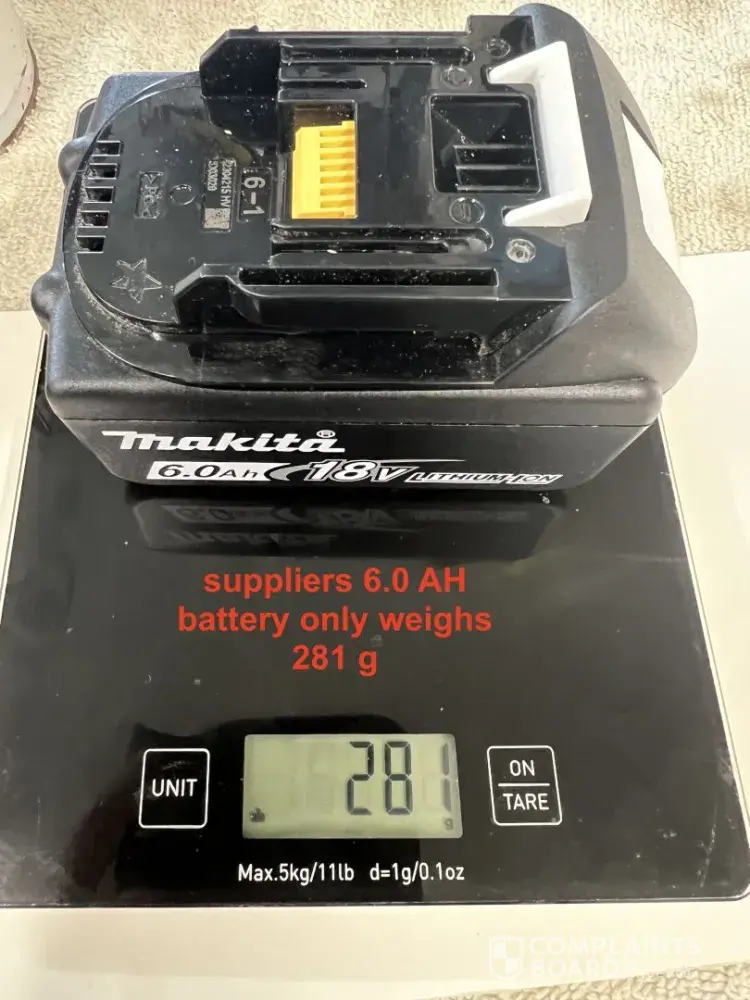 6-1
makita®
6.0Ah 18V LITHIUM-ION
suppliers 6.0 AH
battery only weighs
281 g
281
g
UNIT
ON
TARE
Max.5kg/11lb d=1g/0.1oz
COMPLAINTS
BOARD